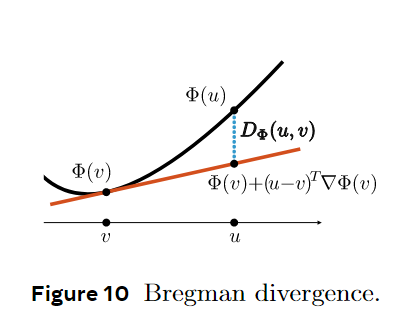 Φ(u)
D_Φ(u, v)
Φ(v)
Φ(v)+(u−v)^T∇Φ(v)
v
u
Figure 10 Bregman divergence.